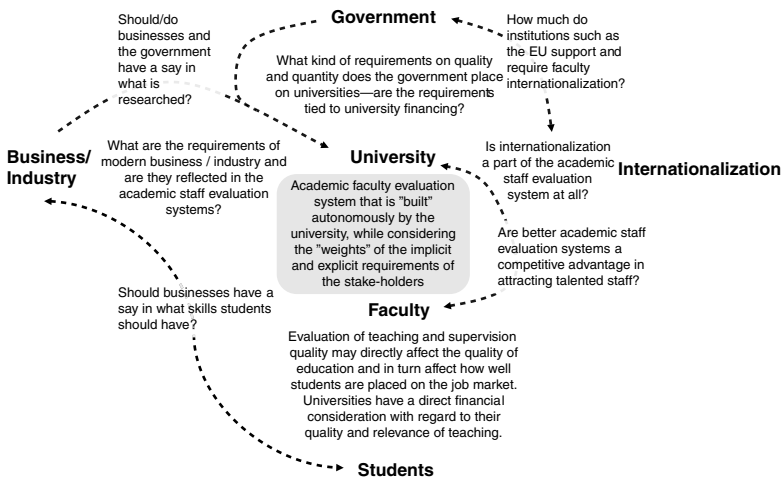 Government
Should/do
businesses and
the government
have a say in
what is
researched?
What kind of requirements on quality
and quantity does the government place
on universities—are the requirements
tied to university financing?
How much do
institutions such as
the EU support and
require faculty
internationalization?
Business/
Industry
What are the requirements of
modern business / industry and
are they reflected in the
academic staff evaluation
systems?
University
Academic faculty evaluation
system that is ”built”
autonomously by the
university, while considering
the ”weights” of the implicit
and explicit requirements of
the stake-holders
Is internationalization
a part of the academic
staff evaluation
system at all?
Internationalization
Are better academic staff
evaluation systems a
competitive advantage in
attracting talented staff?
Should businesses have a
say in what skills students
should have?
Faculty
Evaluation of teaching and supervision
quality may directly affect the quality of
education and in turn affect how well
students are placed on the job market.
Universities have a direct financial
consideration with regard to their
quality and relevance of teaching.
Students